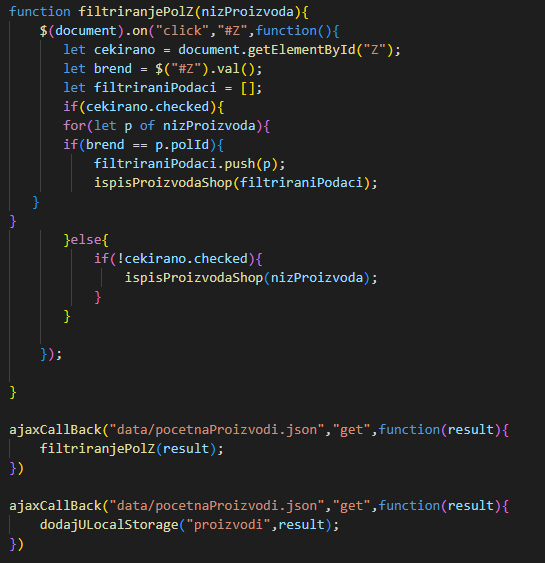 function filtriranjePolZ(nizProizvoda){
    $(document).on("click","#Z",function(){
       let cekirano = document.getElementById("Z");
       let brend = $("#Z").val();
       let filtriraniPodaci = [];
       if(cekirano.checked){
       for(let p of nizProizvoda){
       if(brend == p.polId){
           filtriraniPodaci.push(p);
           ispisProizvodaShop(filtriraniPodaci);
   }
}
       }else{
           if(!cekirano.checked){
               ispisProizvodaShop(nizProizvoda);
           }
       }
    });
}
ajaxCallBack("data/pocetnaProizvodi.json","get",function(result){
    filtriranjePolZ(result);
})
ajaxCallBack("data/pocetnaProizvodi.json","get",function(result){
    dodajULocalStorage("proizvodi",result);
})